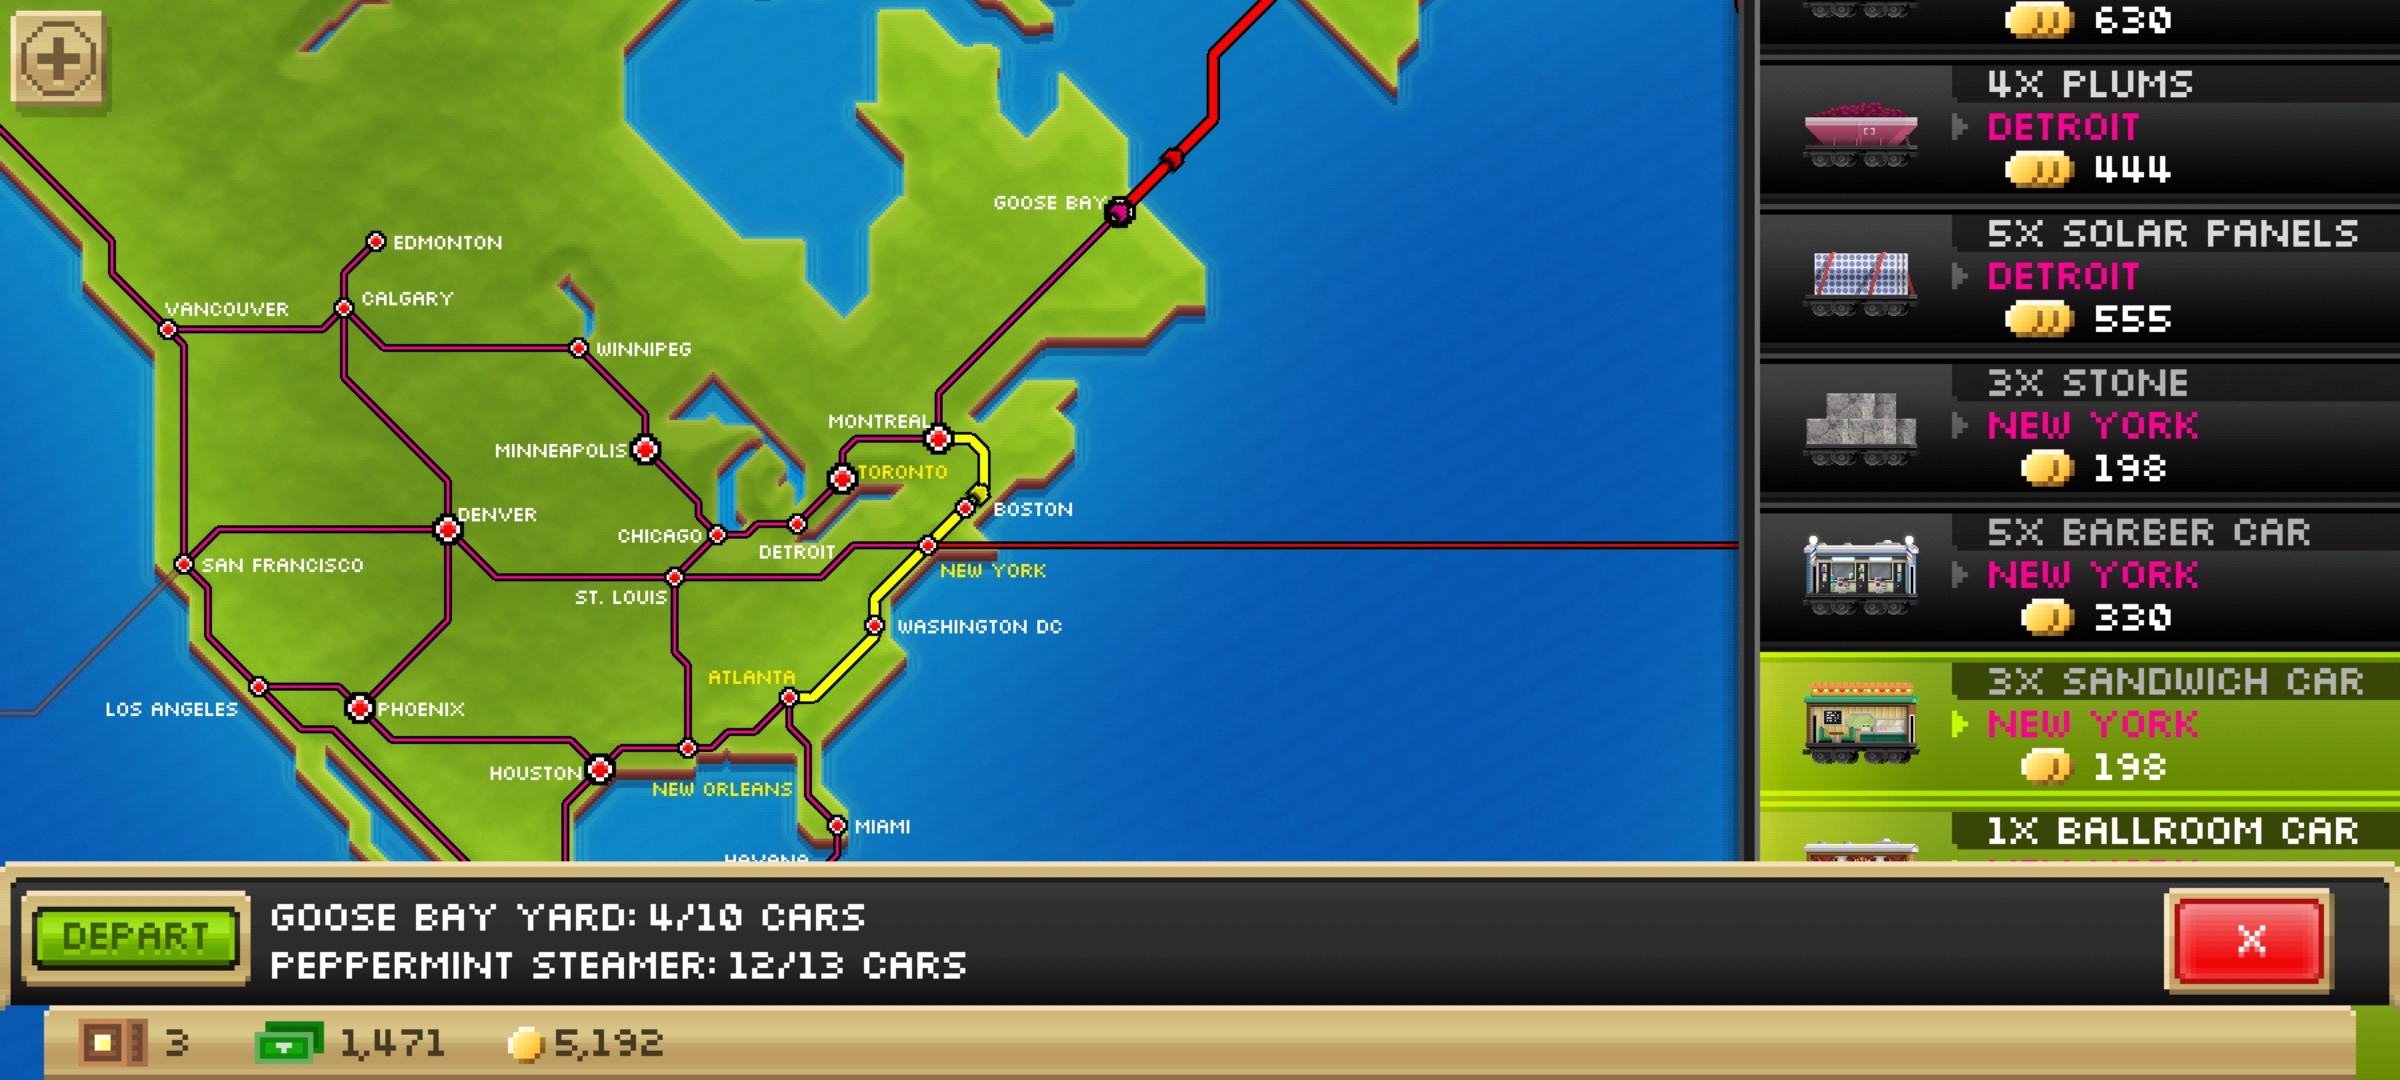 GOOSE BAY
EDMONTON
CALGARY
VANCOUVER
WINNIPEG
MONTREAL
MINNEAPOLIS
TORONTO
BOSTON
DENVER
CHICAGO
DETROIT
SAN FRANCISCO
NEW YORK
ST. LOUIS
WASHINGTON DC
ATLANTA
LOS ANGELES
PHOENIX
HOUSTON
NEW ORLEANS
MIAMI
HAVANA
630
4X PLUMS
DETROIT
444
5X SOLAR PANELS
DETROIT
555
3X STONE
NEW YORK
198
5X BARBER CAR
NEW YORK
330
3X SANDWICH CAR
NEW YORK
198
1X BALLROOM CAR
DEPART
GOOSE BAY YARD: 4/10 CARS
PEPPERMINT STEAMER: 12/13 CARS
X
3
1,471
5,192